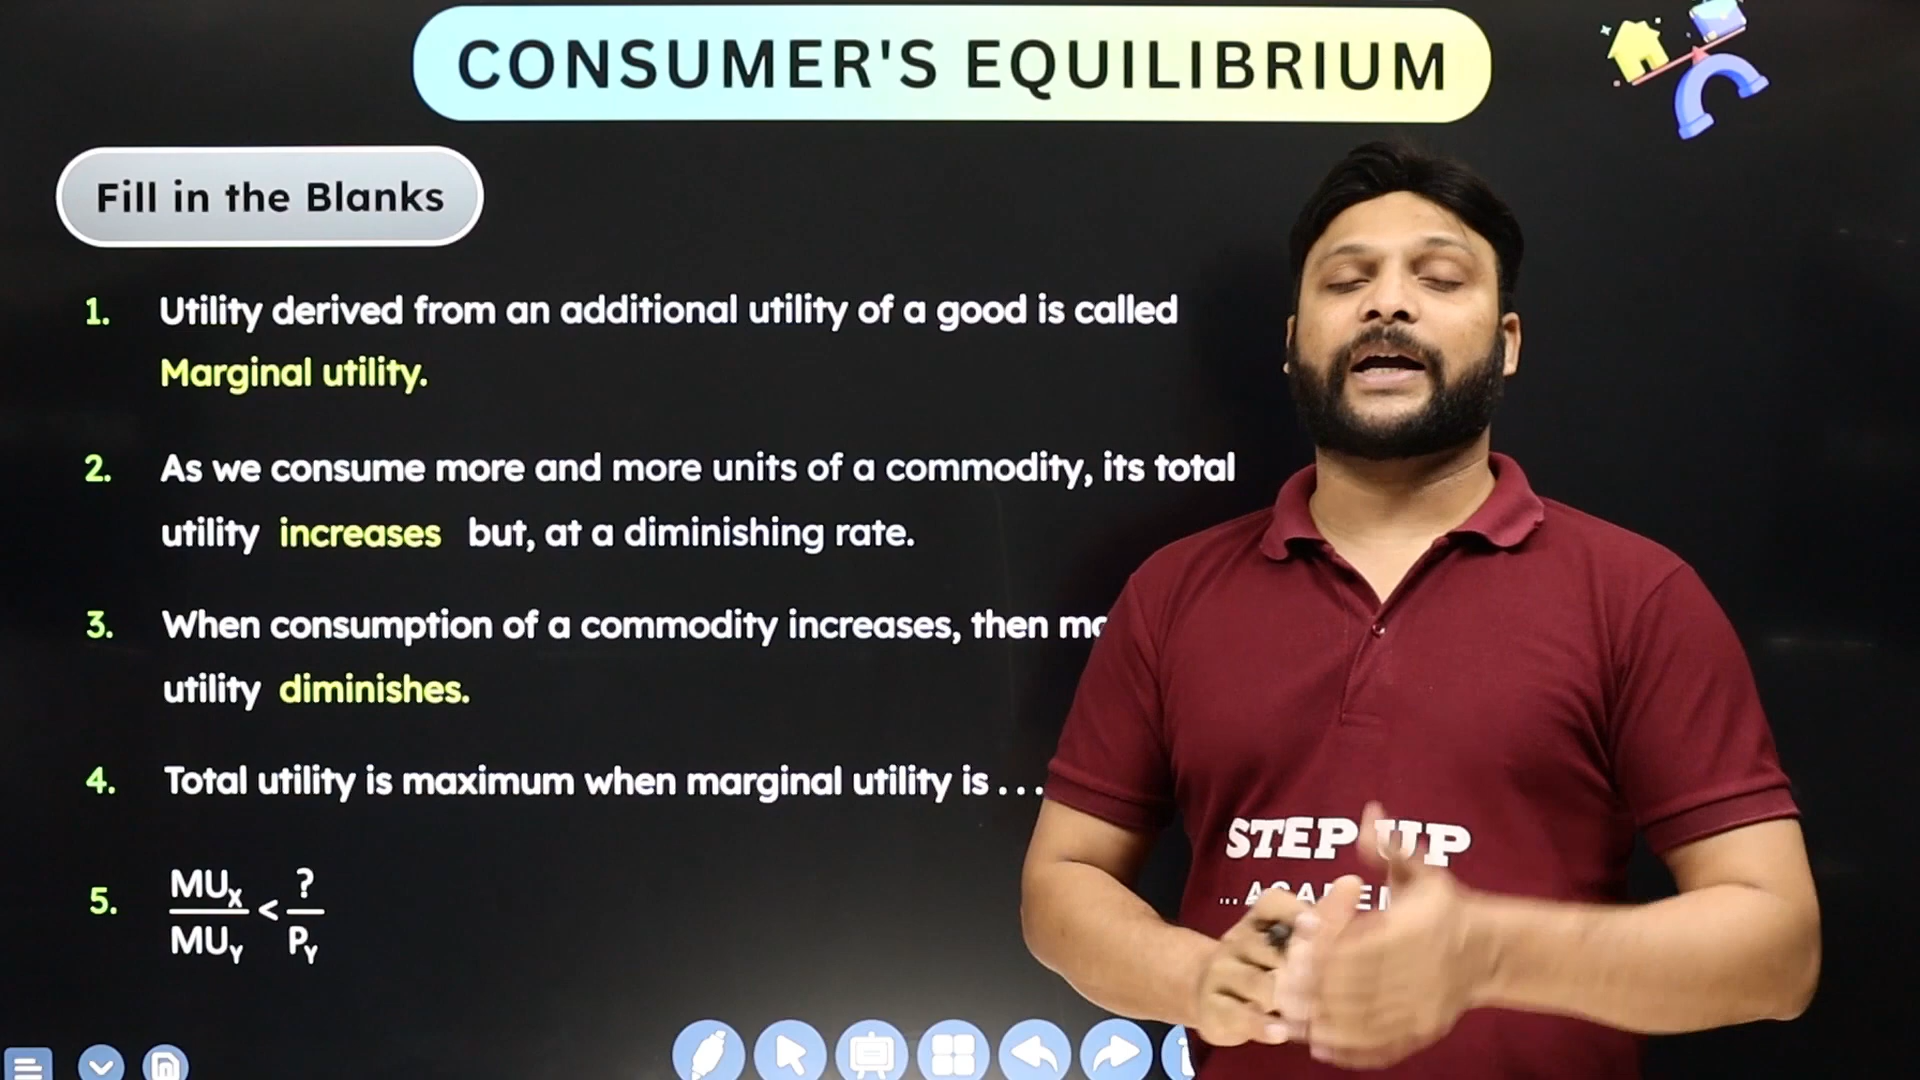 CONSUMER'S EQUILIBRIUM
Fill in the Blanks
1. Utility derived from an additional utility of a good is called
Marginal utility.
2. As we consume more and more units of a commodity, its total
utility increases but, at a diminishing rate.
3. When consumption of a commodity increases, then
utility diminishes.
4. Total utility is maximum when marginal utility is ...
5. MUX / MUY < ? / PY
STEP UP